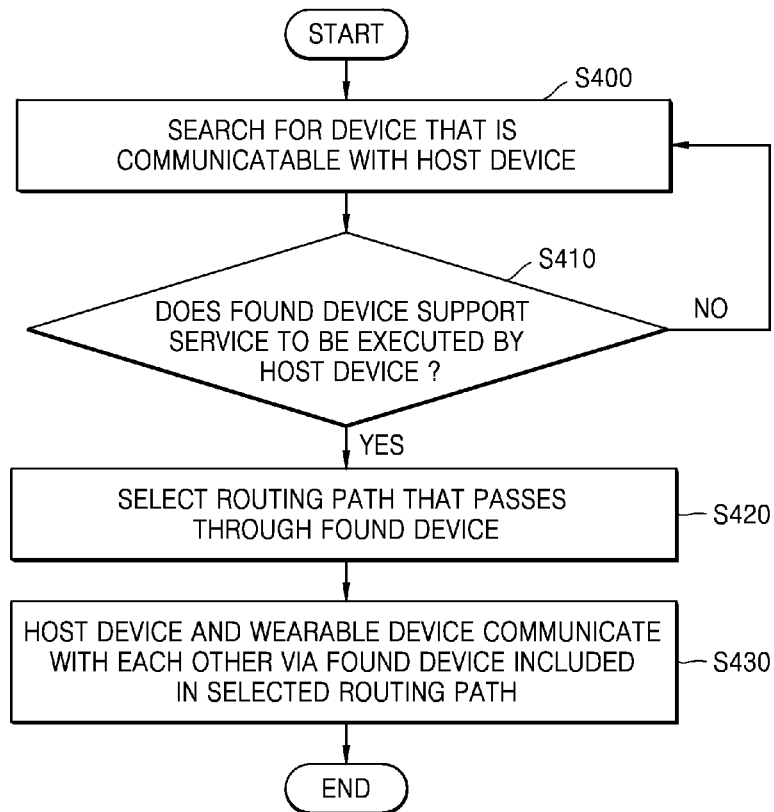 START
S400
SEARCH FOR DEVICE THAT IS
COMMUNICATABLE WITH HOST DEVICE
S410
DOES FOUND DEVICE SUPPORT
SERVICE TO BE EXECUTED BY
HOST DEVICE ?
NO
YES
SELECT ROUTING PATH THAT PASSES
THROUGH FOUND DEVICE
S420
HOST DEVICE AND WEARABLE DEVICE COMMUNICATE
WITH EACH OTHER VIA FOUND DEVICE INCLUDED
IN SELECTED ROUTING PATH
S430
END